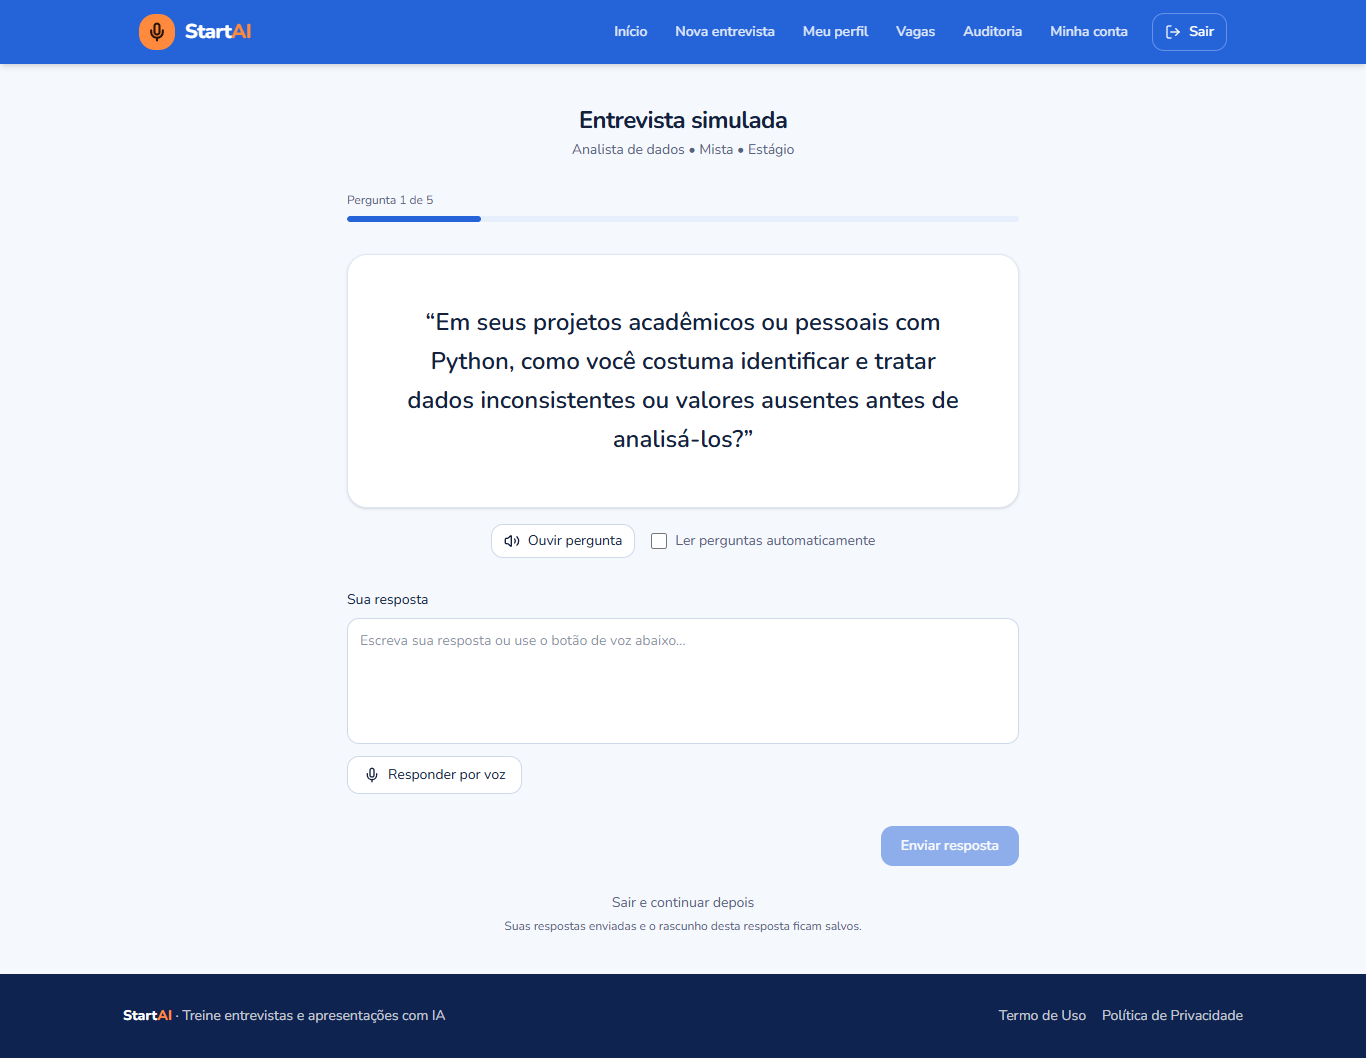 StartAI
Início
Nova entrevista
Meu perfil
Vagas
Auditoria
Minha conta
Sair
Entrevista simulada
Analista de dados • Mista • Estágio
Pergunta 1 de 5
“Em seus projetos acadêmicos ou pessoais com
Python, como você costuma identificar e tratar
dados inconsistentes ou valores ausentes antes de
analisá-los?”
Ouvir pergunta
Ler perguntas automaticamente
Sua resposta
Escreva sua resposta ou use o botão de voz abaixo...
Responder por voz
Enviar resposta
Sair e continuar depois
Suas respostas enviadas e o rascunho desta resposta ficam salvos.
StartAI · Treine entrevistas e apresentações com IA
Termo de Uso
Política de Privacidade